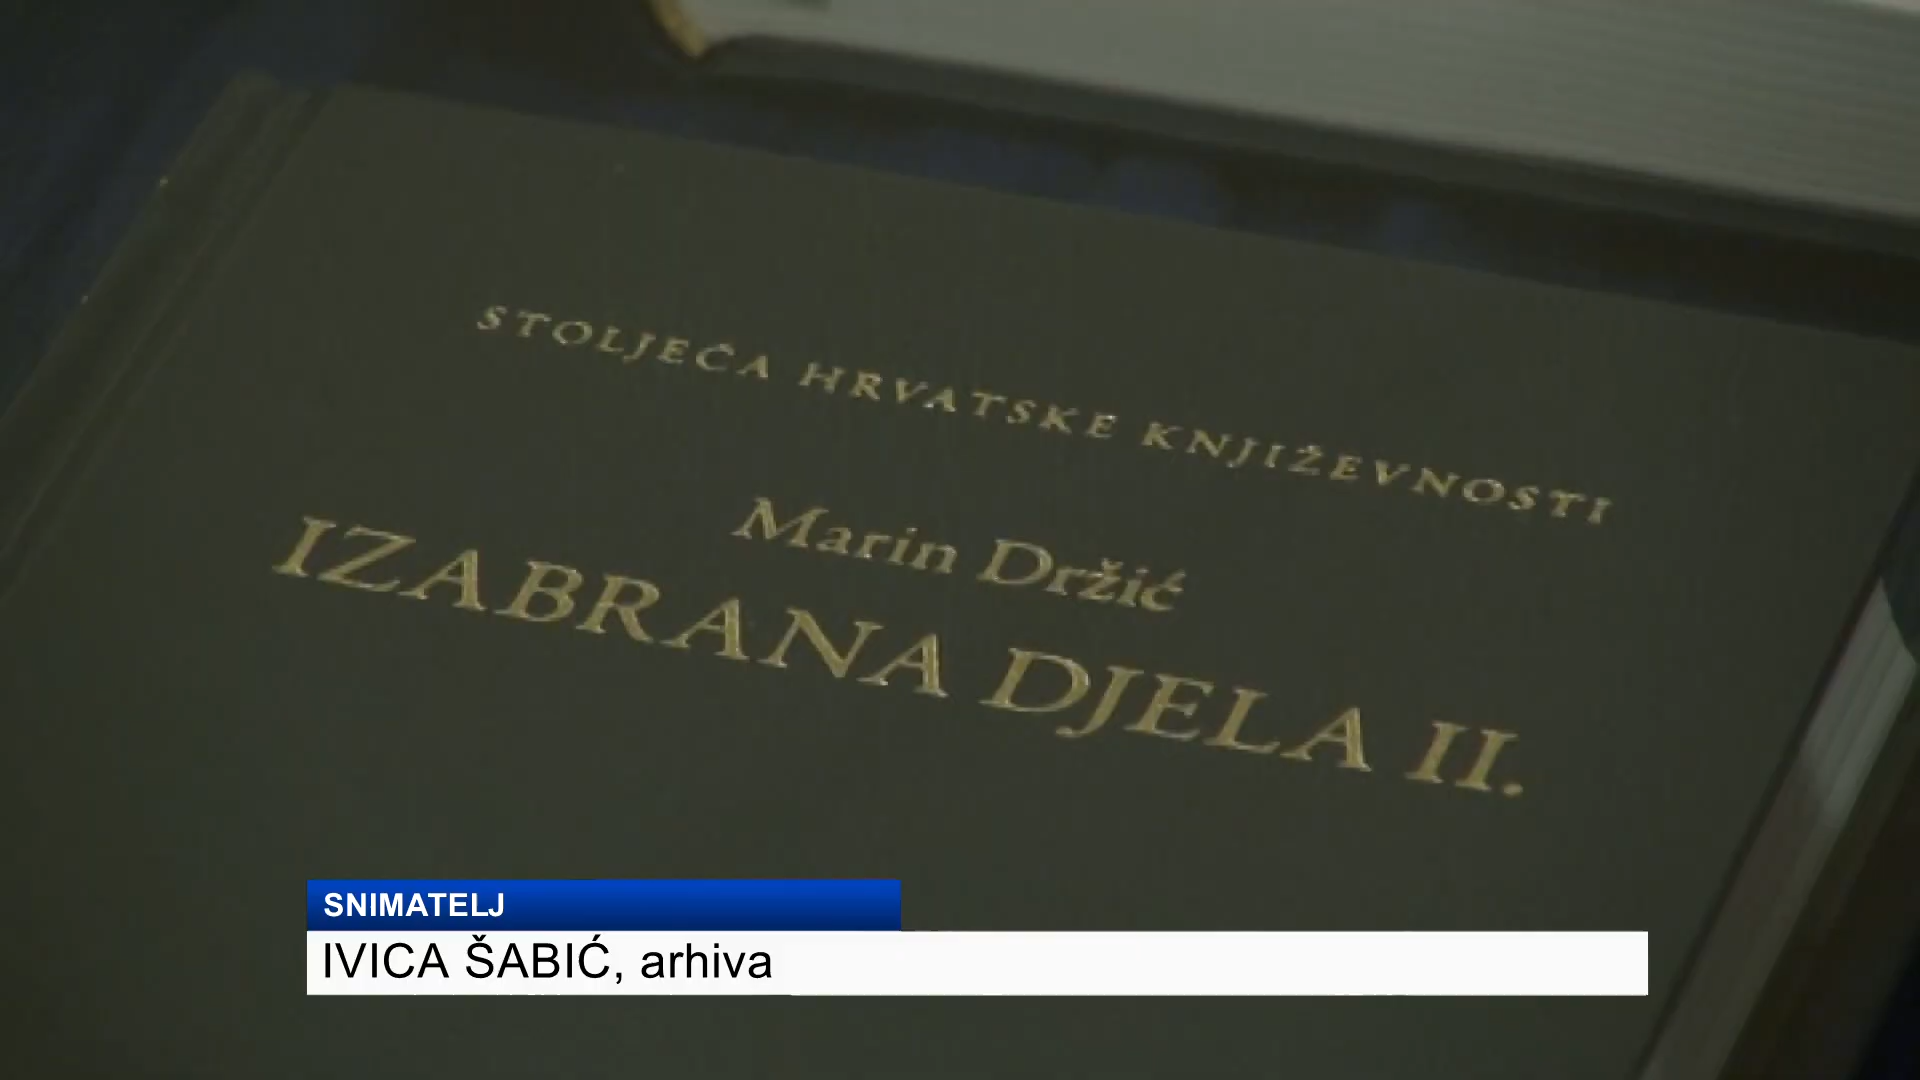 STOLJEĆA HRVATSKE KNJIŽEVNOSTI
Marin Držić
IZABRANA DJELA II.
SNIMATELJ
IVICA ŠABIĆ, arhiva